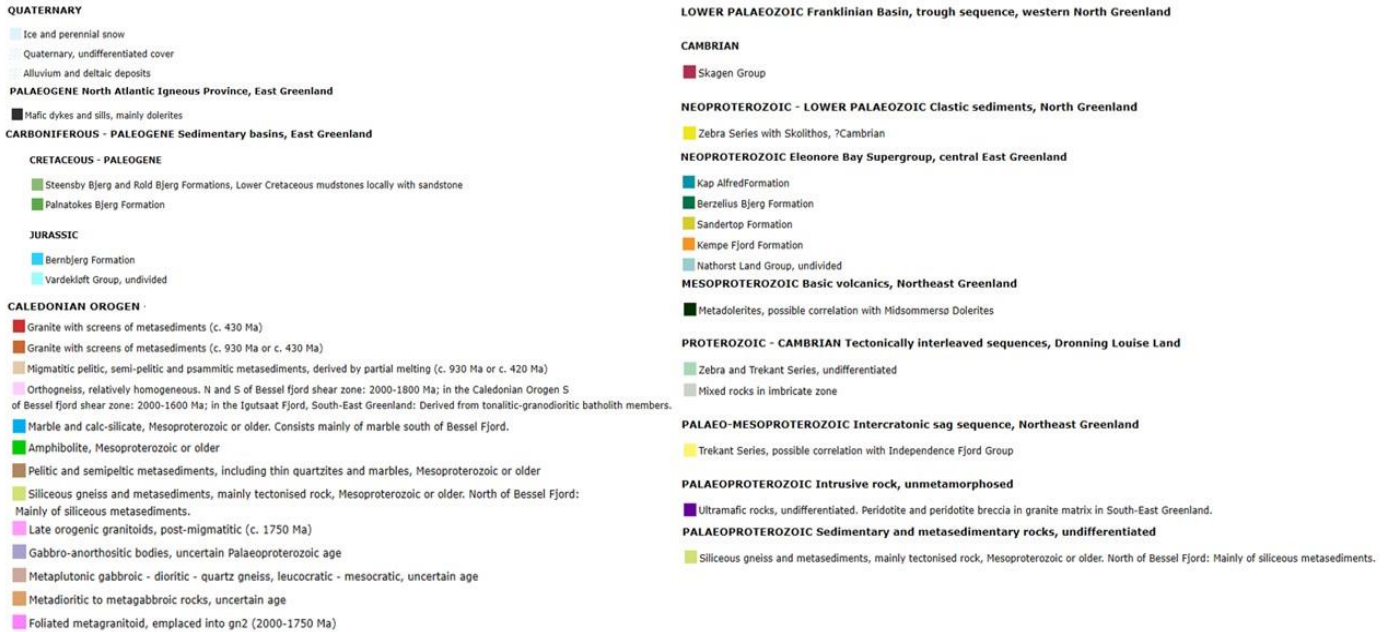 QUATERNARY
Ice and perennial snow
Quaternary, undifferentiated cover
Alluvium and deltaic deposits
PALAEOGENE North Atlantic Igneous Province, East Greenland
Mafic dykes and sills, mainly dolerites
CARBONIFEROUS - PALEOGENE Sedimentary basins, East Greenland
CRETACEOUS - PALEOGENE
Steensby Bjerg and Rold Bjerg Formations, Lower Cretaceous mudstones locally with sandstone
Palnatokes Bjerg Formation
JURASSIC
Bernbjerg Formation
Vardekløft Group, undivided
CALEDONIAN OROGEN
Granite with screens of metasediments (c. 430 Ma)
Granite with screens of metasediments (c. 930 Ma or c. 430 Ma)
Migmatitic pelitic, semi-pelitic and psammitic metasediments, derived by partial melting (c. 930 Ma or c. 420 Ma)
Orthogneiss, relatively homogeneous. N and S of Bessel fjord shear zone: 2000-1800 Ma; in the Caledonian Orogen S
of Bessel fjord shear zone: 2000-1600 Ma; in the Igutsaat Fjord, South-East Greenland: Derived from tonalitic-granodioritic batholith members.
Marble and calc-silicate, Mesoproterozoic or older. Consists mainly of marble south of Bessel Fjord.
Amphibolite, Mesoproterozoic or older
Pelitic and semipeltic metasediments, including thin quartzites and marbles, Mesoproterozoic or older
Siliceous gneiss and metasediments, mainly tectonised rock, Mesoproterozoic or older. North of Bessel Fjord:
Mainly of siliceous metasediments.
Late orogenic granitoids, post-migmatitic (c. 1750 Ma)
Gabbro-anorthositic bodies, uncertain Palaeoproterozoic age
Metaplutonic gabbroic - dioritic - quartz gneiss, leucocratic - mesocratic, uncertain age
Metadioritic to metagabbroic rocks, uncertain age
Foliated metagranitoid, emplaced into gn2 (2000-1750 Ma)
LOWER PALAEOZOIC Franklinian Basin, trough sequence, western North Greenland
CAMBRIAN
Skagen Group
NEOPROTEROZOIC - LOWER PALAEOZOIC Clastic sediments, North Greenland
Zebra Series with Skolithos, ?Cambrian
NEOPROTEROZOIC Eleonore Bay Supergroup, central East Greenland
Kap AlfredFormation
Berzelius Bjerg Formation
Sandertop Formation
Kempe Fjord Formation
Nathorst Land Group, undivided
MESOPROTEROZOIC Basic volcanics, Northeast Greenland
Metadolerites, possible correlation with Midsommersø Dolerites
PROTEROZOIC - CAMBRIAN Tectonically interleaved sequences, Dronning Louise Land
Zebra and Trekant Series, undifferentiated
Mixed rocks in imbricate zone
PALAEO-MESOPROTEROZOIC Intercratonic sag sequence, Northeast Greenland
Trekant Series, possible correlation with Independence Fjord Group
PALAEOPROTEROZOIC Intrusive rock, unmetamorphosed
Ultramafic rocks, undifferentiated. Peridotite and peridotite breccia in granite matrix in South-East Greenland.
PALAEOPROTEROZOIC Sedimentary and metasedimentary rocks, undifferentiated
Siliceous gneiss and metasediments, mainly tectonised rock, Mesoproterozoic or older. North of Bessel Fjord: Mainly of siliceous metasediments.